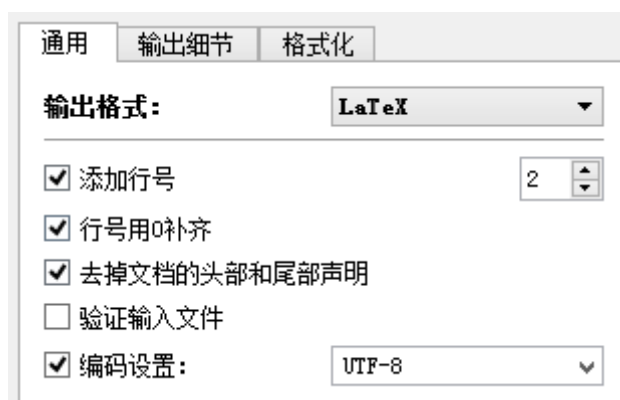 通用 输出细节 格式化
输出格式: LaTeX
添加行号 2
行号用0补齐
去掉文档的头部和尾部声明
验证输入文件
编码设置: UTF-8